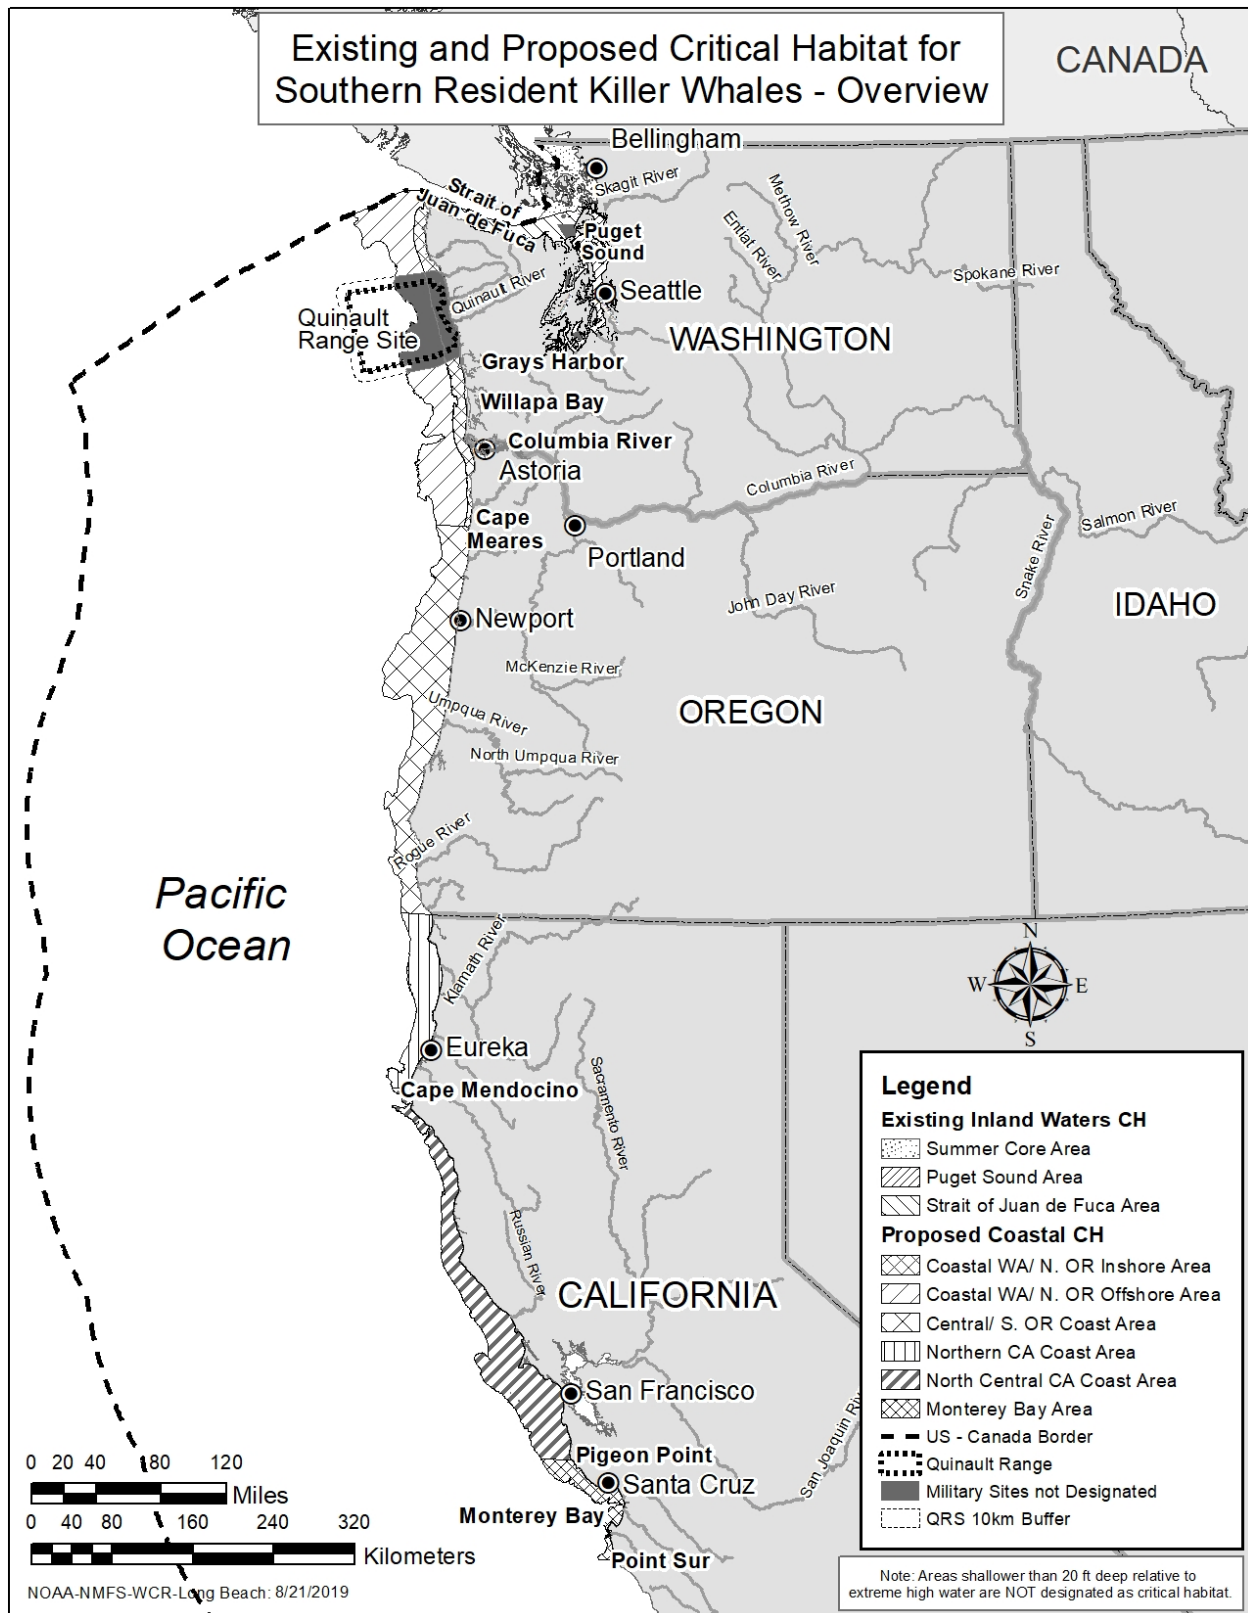 Existing and Proposed Critical Habitat for
Southern Resident Killer Whales - Overview
CANADA
Bellingham
Skagit River
Strait of
Juan de Fuca
Puget
Sound
Methow River
Entiat River
Spokane River
Quinault River
Seattle
Quinault
Range Site
WASHINGTON
Grays Harbor
Willapa Bay
Columbia River
Astoria
Columbia River
Cape
Meares
Portland
Salmon River
Snake River
John Day River
IDAHO
Newport
McKenzie River
OREGON
Umpqua River
North Umpqua River
Rogue River
Pacific
Ocean
Klamath River
N
W
E
S
Eureka
Cape Mendocino
Sacramento River
Russian River
CALIFORNIA
San Francisco
San Joaquin Riv
Pigeon Point
Santa Cruz
Monterey Bay
Point Sur
Legend
Existing Inland Waters CH
Summer Core Area
Puget Sound Area
Strait of Juan de Fuca Area
Proposed Coastal CH
Coastal WA/ N. OR Inshore Area
Coastal WA/ N. OR Offshore Area
Central/ S. OR Coast Area
Northern CA Coast Area
North Central CA Coast Area
Monterey Bay Area
US - Canada Border
Quinault Range
Military Sites not Designated
QRS 10km Buffer
0 20 40 80 120
Miles
0 40 80 160 240 320
Kilometers
NOAA-NMFS-WCR-Long Beach: 8/21/2019
Note: Areas shallower than 20 ft deep relative to
extreme high water are NOT designated as critical habitat.